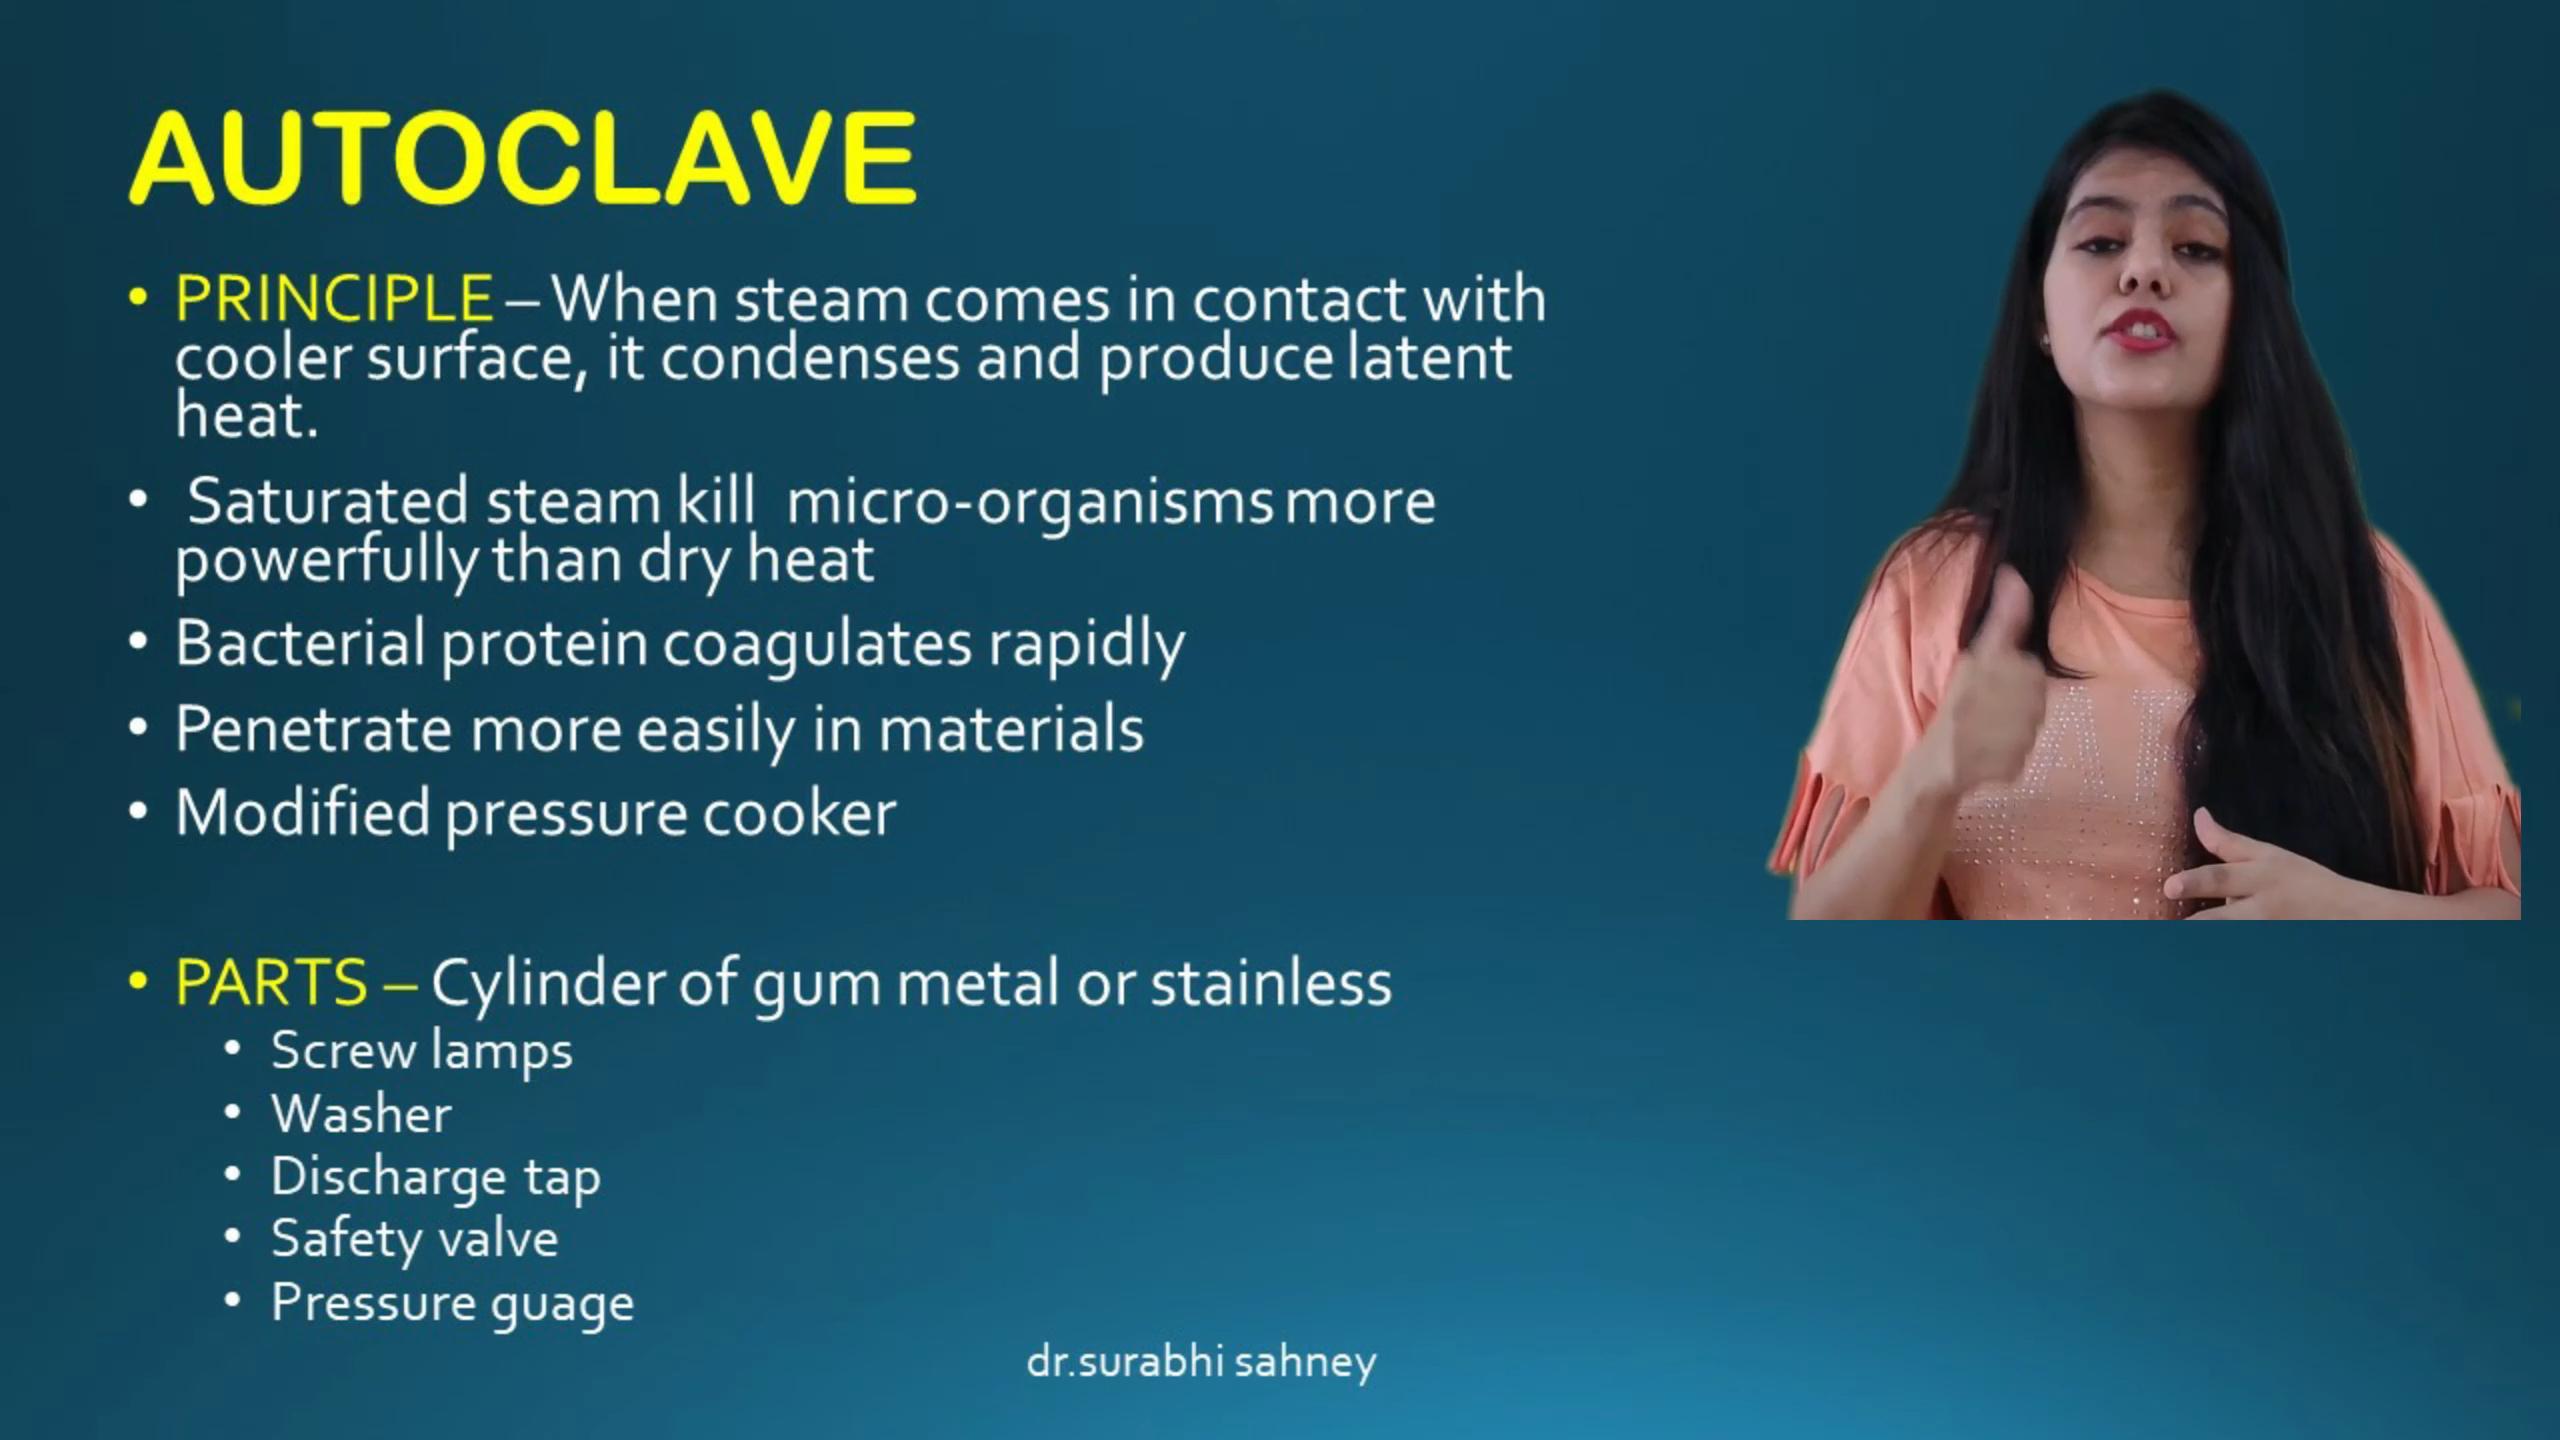 AUTOCLAVE
• PRINCIPLE – When steam comes in contact with
cooler surface, it condenses and produce latent
heat.
• Saturated steam kill micro-organisms more
powerfully than dry heat
• Bacterial protein coagulates rapidly
• Penetrate more easily in materials
• Modified pressure cooker
• PARTS – Cylinder of gum metal or stainless
• Screw lamps
• Washer
• Discharge tap
• Safety valve
• Pressure guage
dr.surabhi sahney